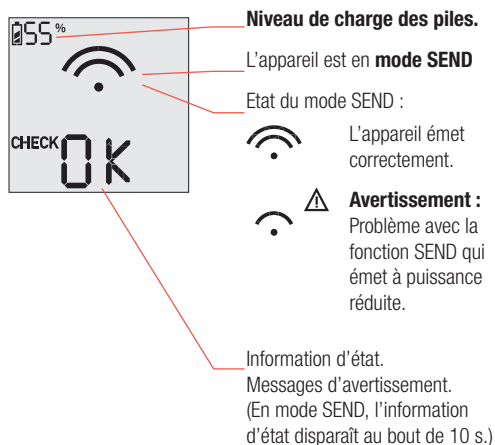 55%
CHECK OK
Niveau de charge des piles.
L'appareil est en mode SEND
Etat du mode SEND :
L'appareil émet
correctement.
Avertissement :
Problème avec la
fonction SEND qui
émet à puissance
réduite.
Information d'état.
Messages d'avertissement.
(En mode SEND, l'information
d'état disparaît au bout de 10 s.)